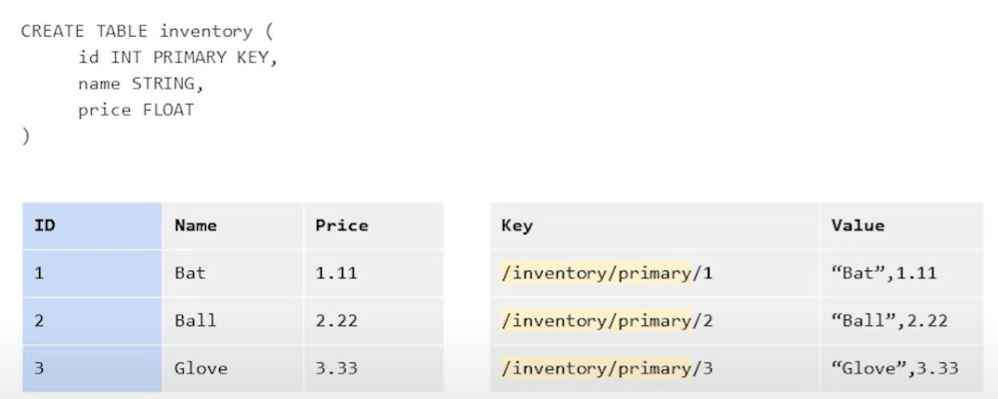 CREATE TABLE inventory (
id INT PRIMARY KEY,
name STRING,
price FLOAT
)
ID Name Price
1 Bat 1.11
2 Ball 2.22
3 Glove 3.33
Key Value
/inventory/primary/1 “Bat”,1.11
/inventory/primary/2 “Ball”,2.22
/inventory/primary/3 “Glove”,3.33